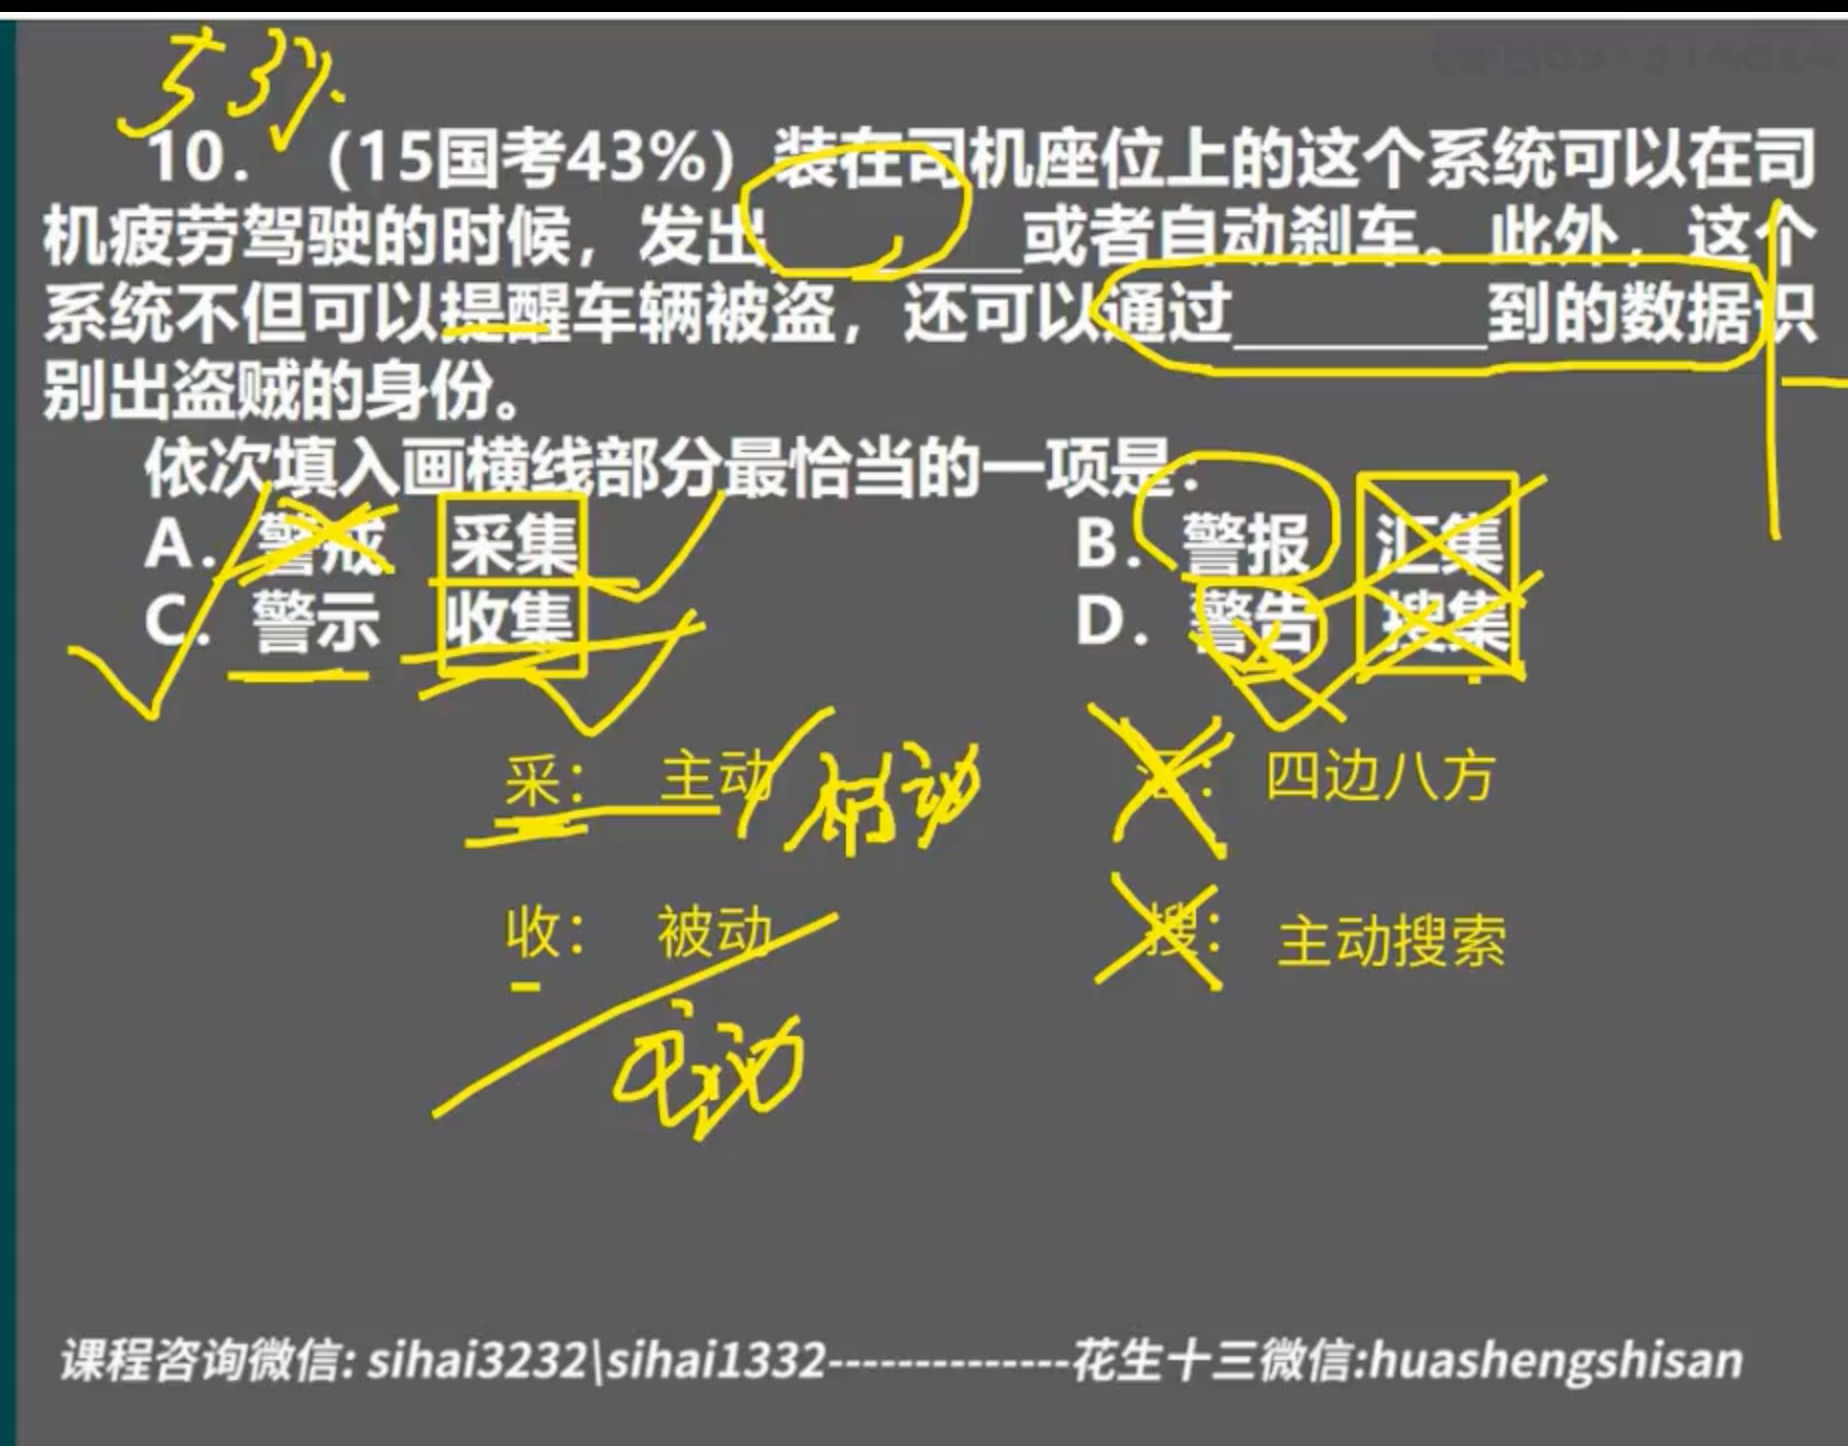 53%
10. （15国考43%）装在司机座位上的这个系统可以在司
机疲劳驾驶的时候，发出________或者自动刹车。此外，这个
系统不但可以提醒车辆被盗，还可以通过________到的数据识
别出盗贼的身份。
依次填入画横线部分最恰当的一项是：
A. 警戒 采集 B. 警报 汇集
C. 警示 收集 D. 警告 搜集
采： 主动 被动 四边八方
收： 被动 搜： 主动搜索
主动
课程咨询微信: sihai3232\sihai1332--------------花生十三微信:huashengshisan